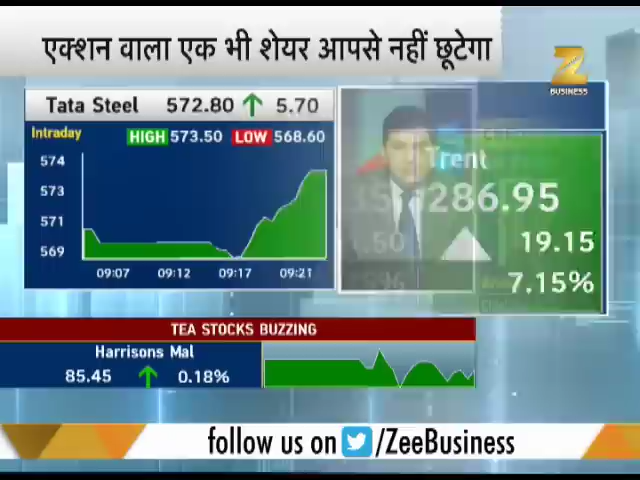 एक्शन वाला एक भी शेयर आपसे नहीं छूटेगा
Z
BUSINESS
Tata Steel 572.80 5.70
Intraday HIGH 573.50 LOW 568.60
574
573
571
569
09:07 09:12 09:17 09:21
Trent
286.95
19.15
7.15%
TEA STOCKS BUZZING
Harrisons Mal
85.45 0.18%
follow us on /ZeeBusiness